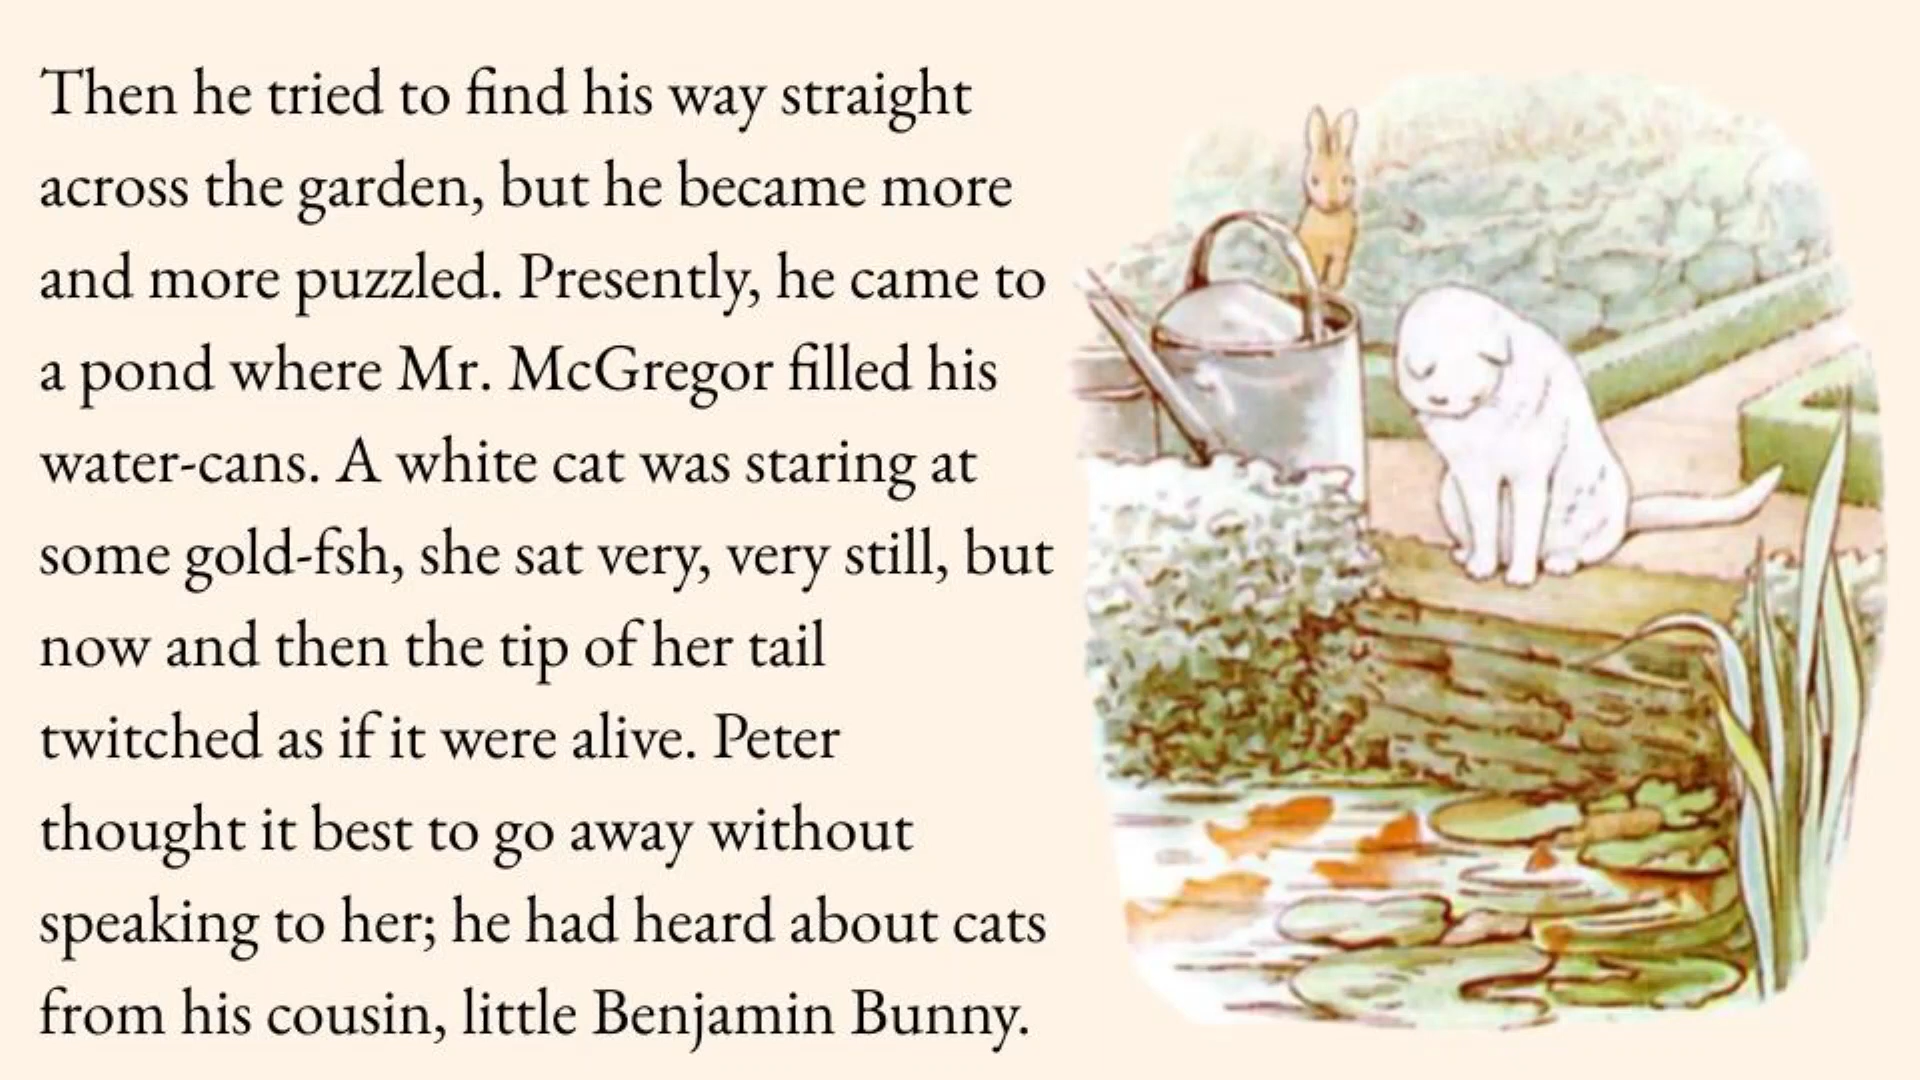 Then he tried to find his way straight
across the garden, but he became more
and more puzzled. Presently, he came to
a pond where Mr. McGregor filled his
water-cans. A white cat was staring at
some gold-fsh, she sat very, very still, but
now and then the tip of her tail
twitched as if it were alive. Peter
thought it best to go away without
speaking to her; he had heard about cats
from his cousin, little Benjamin Bunny.